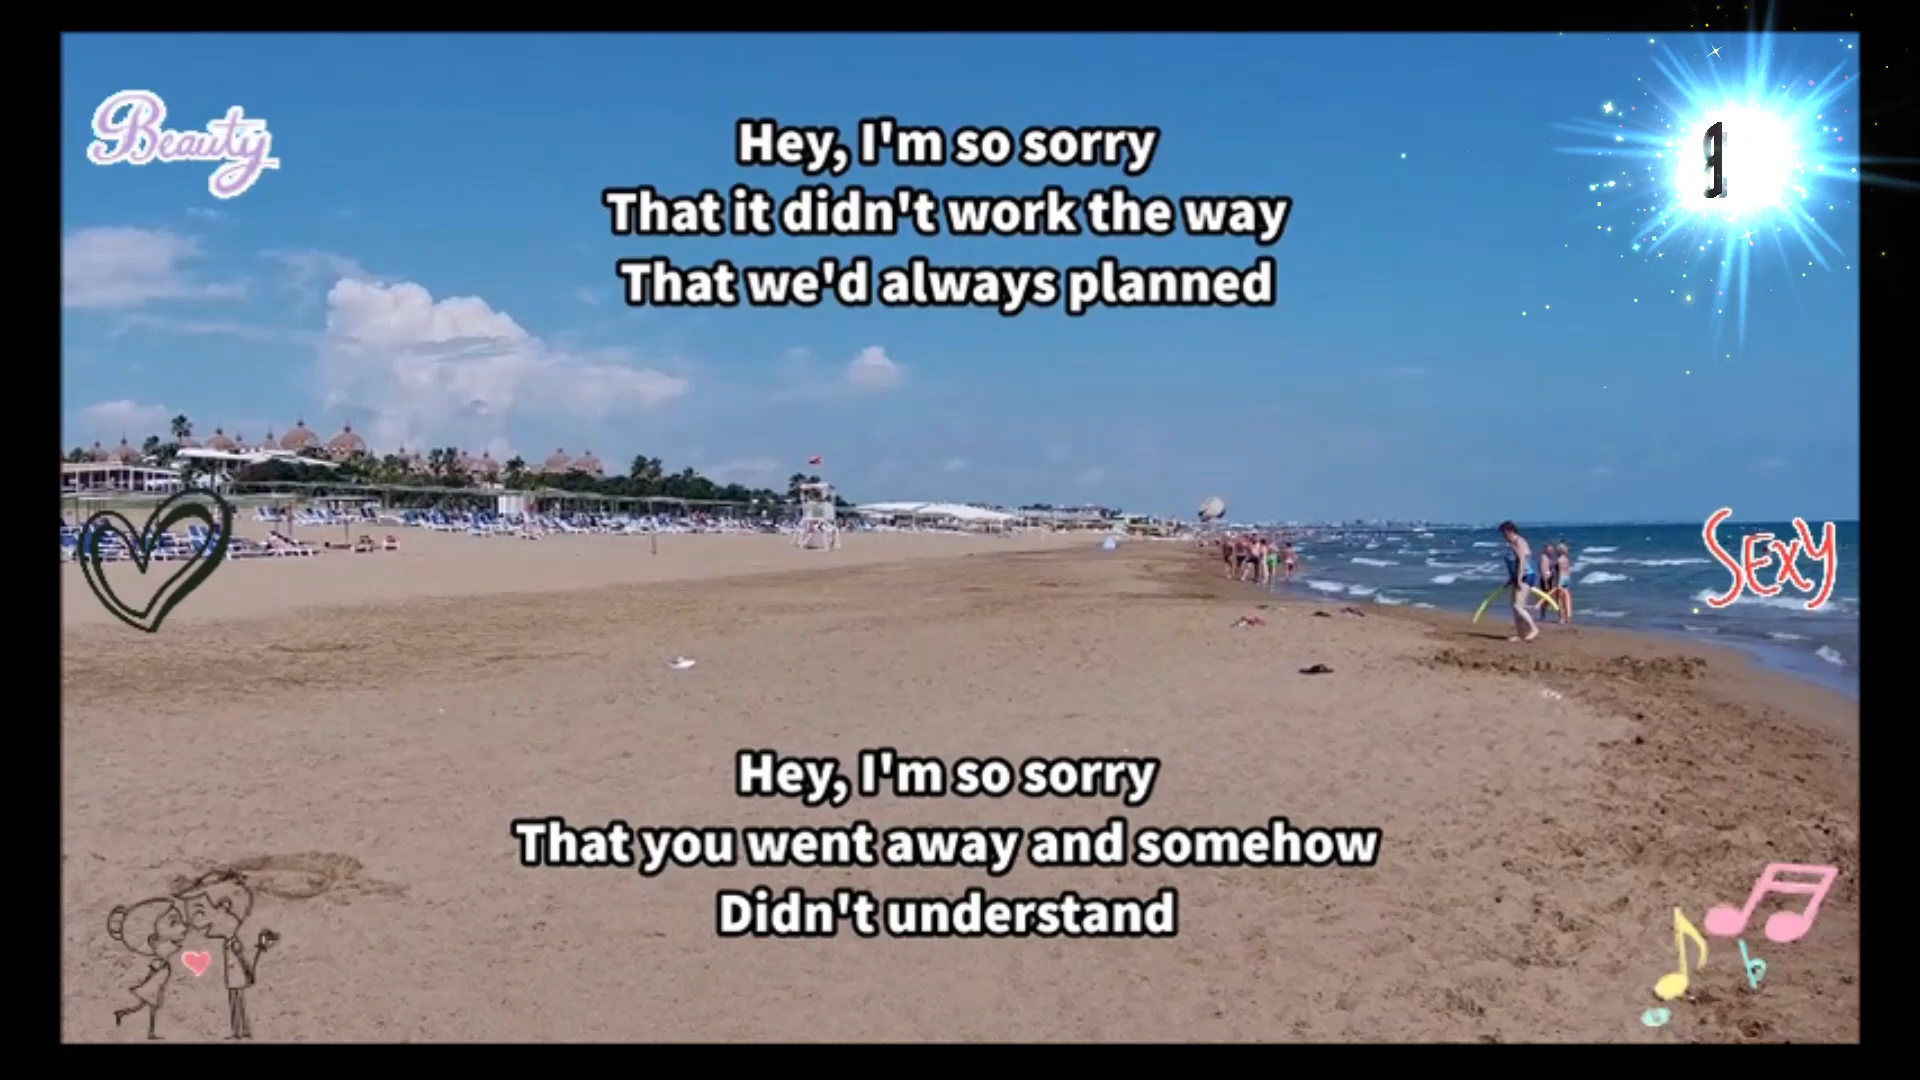 Beauty
Hey, I'm so sorry
That it didn't work the way
That we'd always planned
SEXY
Hey, I'm so sorry
That you went away and somehow
Didn't understand